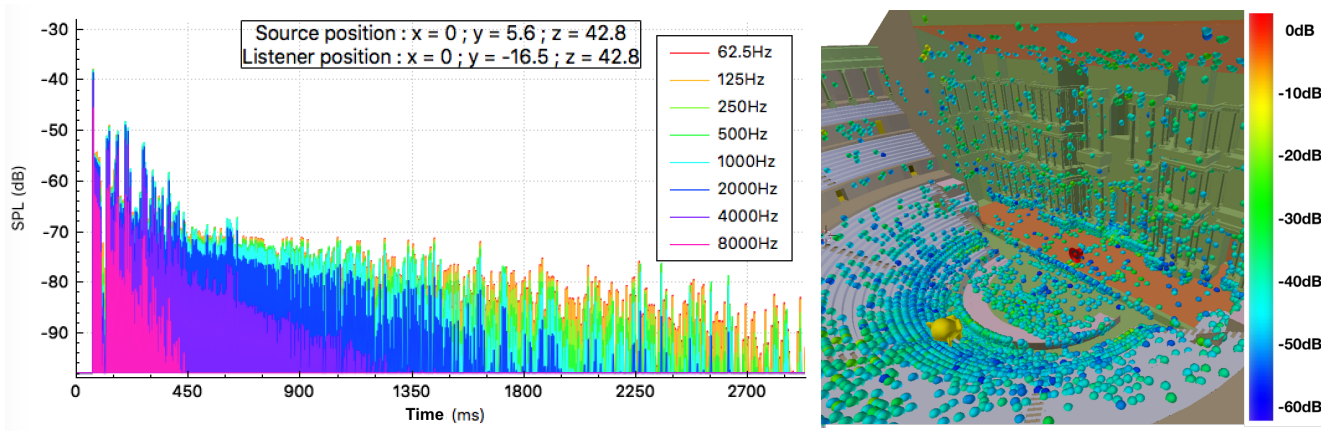 Source position : x = 0 ; y = 5.6 ; z = 42.8
Listener position : x = 0 ; y = -16.5 ; z = 42.8
-30
-40
-50
-60
-70
-80
-90
SPL (dB)
0
450
900
1350
1800
2250
2700
Time (ms)
62.5Hz
125Hz
250Hz
500Hz
1000Hz
2000Hz
4000Hz
8000Hz
0dB
-10dB
-20dB
-30dB
-40dB
-50dB
-60dB